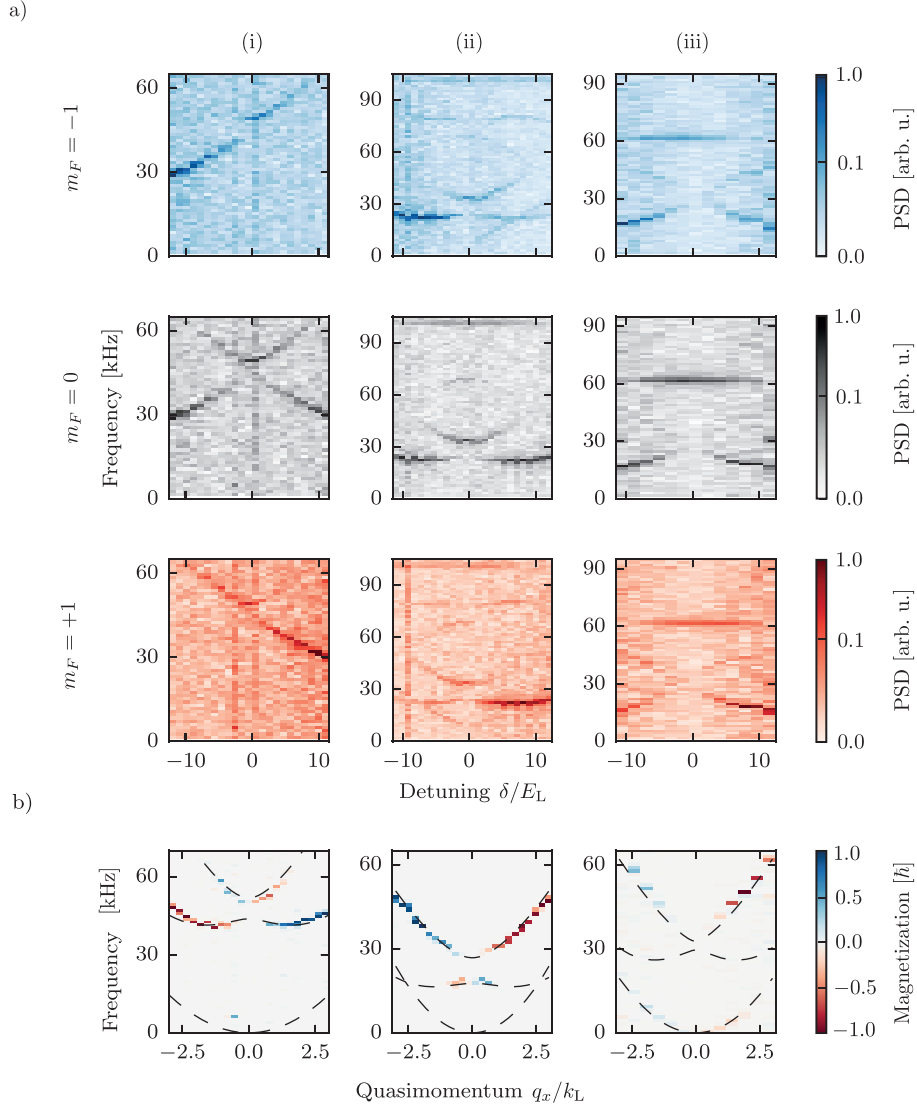 a)
(i) (ii) (iii)
m_F = −1
60 30 0
90 60 30 0
90 60 30 0
1.0 0.1 0.0
PSD [arb. u.]
m_F = 0
Frequency [kHz]
60 30 0
90 60 30 0
90 60 30 0
1.0 0.1 0.0
PSD [arb. u.]
m_F = +1
60 30 0
90 60 30 0
90 60 30 0
1.0 0.1 0.0
PSD [arb. u.]
−10 0 10
−10 0 10
−10 0 10
Detuning δ/E_L
b)
Frequency [kHz]
60 30 0
60 30 0
60 30 0
1.0 0.5 0.0 −0.5 −1.0
Magnetization [ħ]
−2.5 0.0 2.5
−2.5 0.0 2.5
−2.5 0.0 2.5
Quasimomentum q_x/k_L